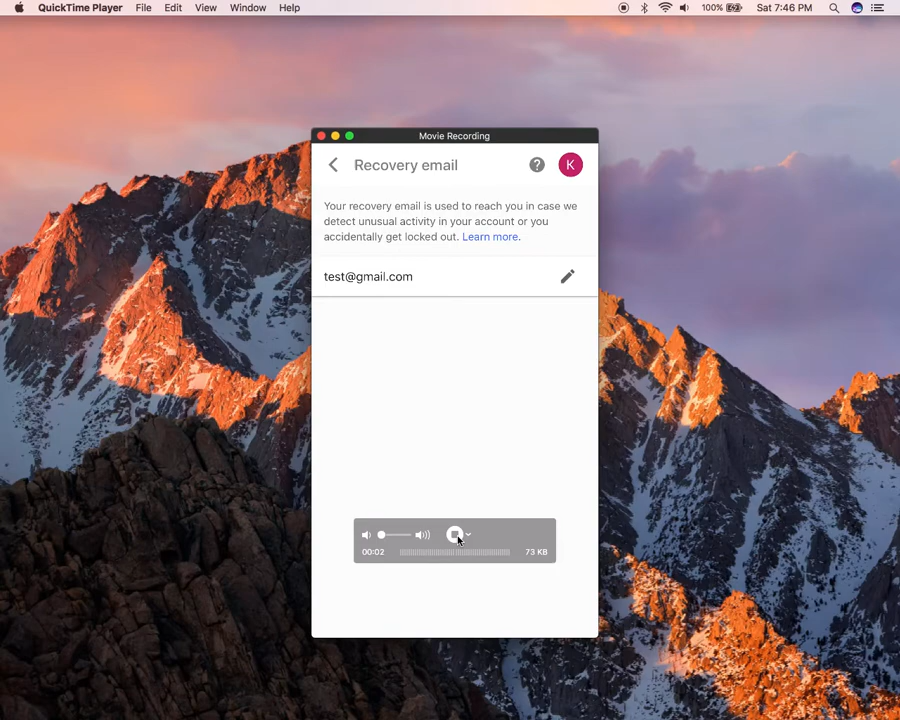 QuickTime Player File Edit View Window Help 100% Sat 7:46 PM
Movie Recording
Recovery email ? K
Your recovery email is used to reach you in case we
detect unusual activity in your account or you
accidentally get locked out. Learn more.
test@gmail.com
00:02 73 KB